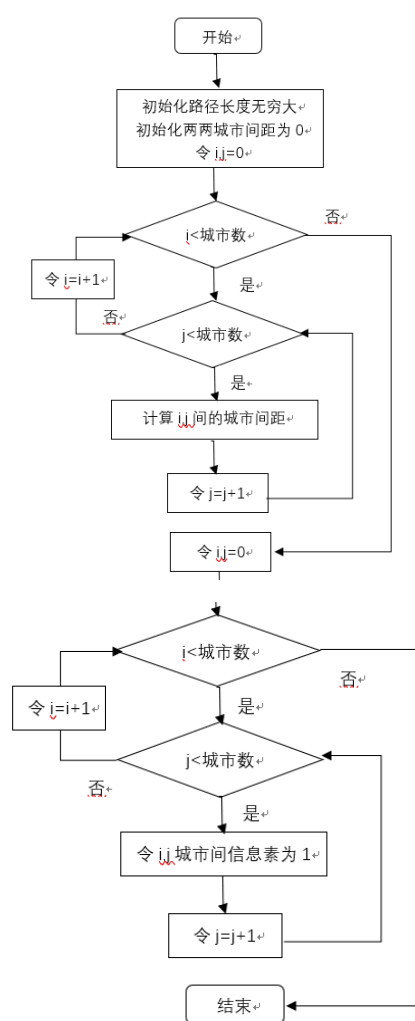 开始
初始化路径长度无穷大
初始化两两城市间距为 0
令 i,j=0
i<城市数
否
令 i=i+1
是
否
j<城市数
是
计算 i,j 间的城市间距
令 j=j+1
令 i,j=0
i<城市数
否
令 i=i+1
是
j<城市数
否
是
令 i,j 城市间信息素为 1
令 j=j+1
结束